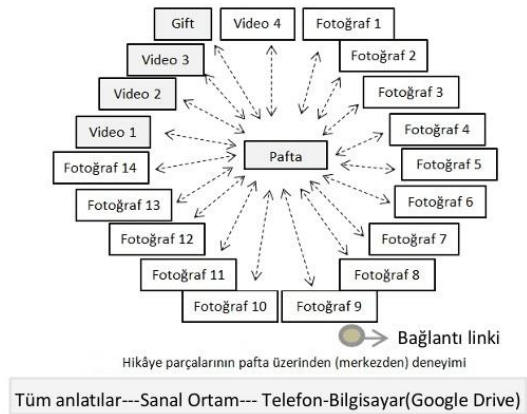 Gift
Video 4
Fotoğraf 1
Video 3
Fotoğraf 2
Video 2
Fotoğraf 3
Video 1
Fotoğraf 4
Pafta
Fotoğraf 14
Fotoğraf 5
Fotoğraf 13
Fotoğraf 6
Fotoğraf 12
Fotoğraf 7
Fotoğraf 11
Fotoğraf 8
Fotoğraf 10
Fotoğraf 9
Bağlantı linki
Hikâye parçalarının pafta üzerinden (merkezden) deneyimi
Tüm anlatılar---Sanal Ortam--- Telefon-Bilgisayar(Google Drive)